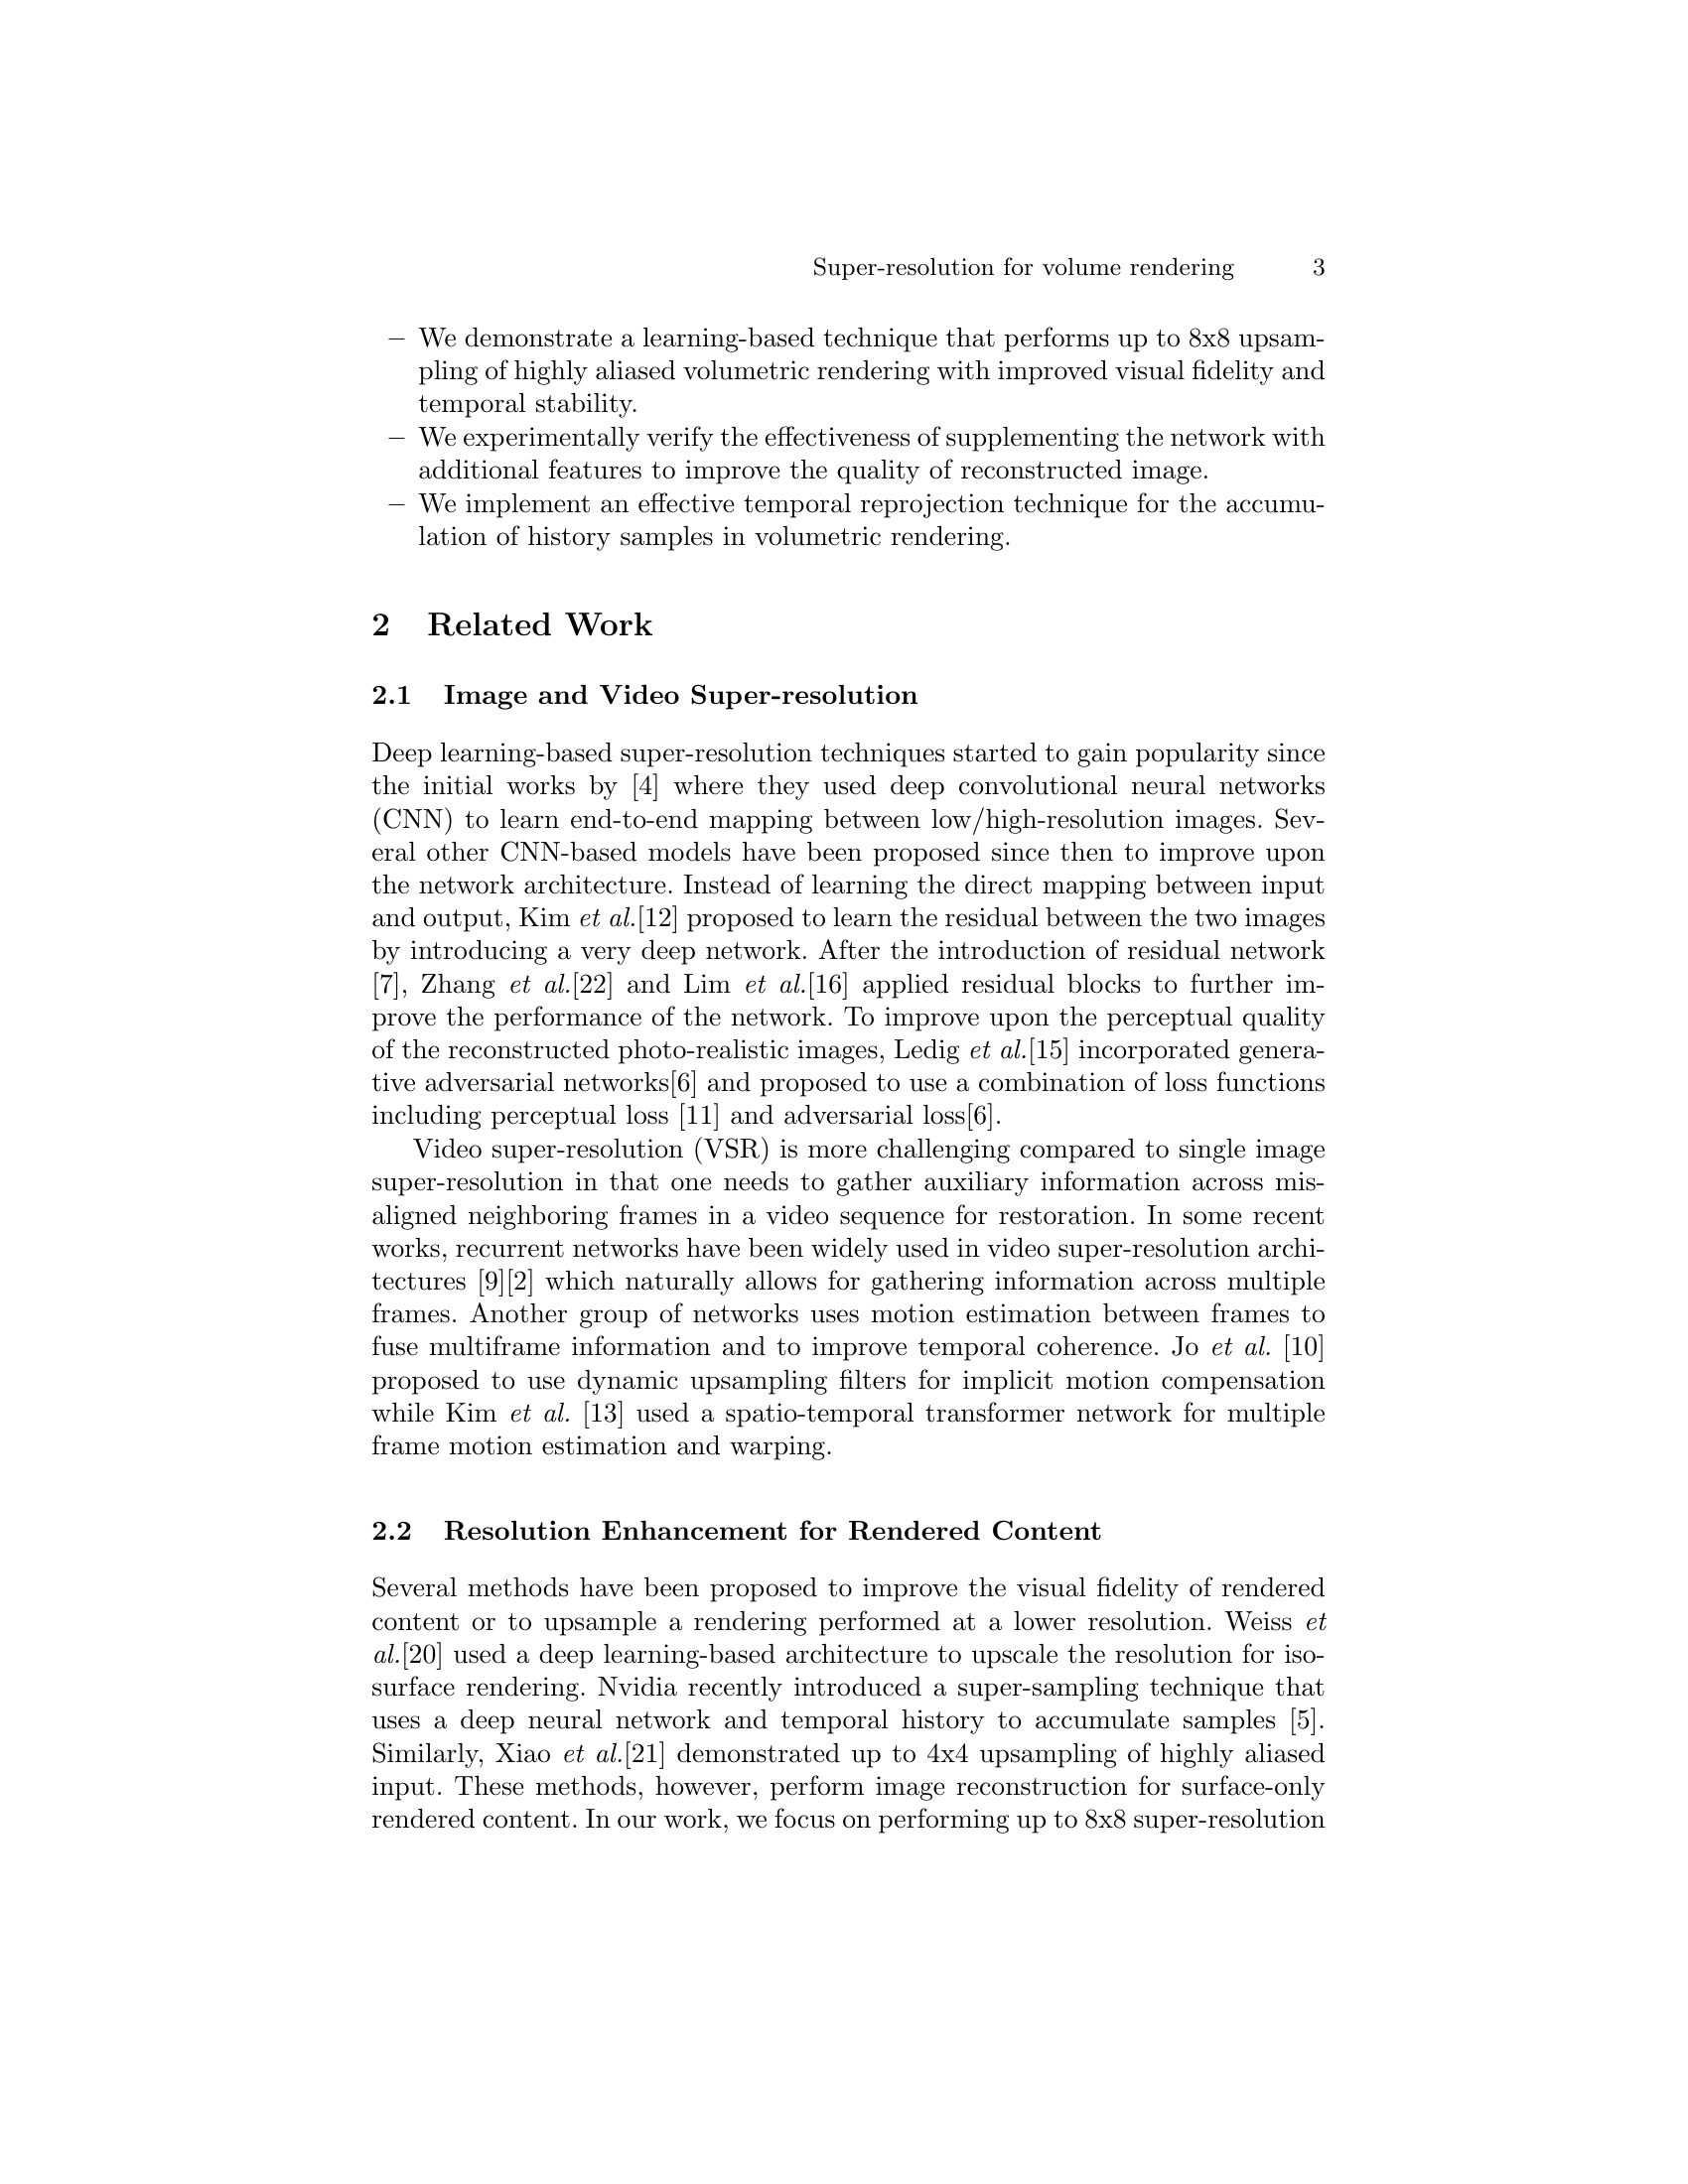 Super-resolution for volume rendering 3
– We demonstrate a learning-based technique that performs up to 8x8 upsam-
pling of highly aliased volumetric rendering with improved visual fidelity and
temporal stability.
– We experimentally verify the effectiveness of supplementing the network with
additional features to improve the quality of reconstructed image.
– We implement an effective temporal reprojection technique for the accumu-
lation of history samples in volumetric rendering.
2 Related Work
2.1 Image and Video Super-resolution
Deep learning-based super-resolution techniques started to gain popularity since
the initial works by [4] where they used deep convolutional neural networks
(CNN) to learn end-to-end mapping between low/high-resolution images. Sev-
eral other CNN-based models have been proposed since then to improve upon
the network architecture. Instead of learning the direct mapping between input
and output, Kim et al.[12] proposed to learn the residual between the two images
by introducing a very deep network. After the introduction of residual network
[7], Zhang et al.[22] and Lim et al.[16] applied residual blocks to further im-
prove the performance of the network. To improve upon the perceptual quality
of the reconstructed photo-realistic images, Ledig et al.[15] incorporated genera-
tive adversarial networks[6] and proposed to use a combination of loss functions
including perceptual loss [11] and adversarial loss[6].
Video super-resolution (VSR) is more challenging compared to single image
super-resolution in that one needs to gather auxiliary information across mis-
aligned neighboring frames in a video sequence for restoration. In some recent
works, recurrent networks have been widely used in video super-resolution archi-
tectures [9][2] which naturally allows for gathering information across multiple
frames. Another group of networks uses motion estimation between frames to
fuse multiframe information and to improve temporal coherence. Jo et al. [10]
proposed to use dynamic upsampling filters for implicit motion compensation
while Kim et al. [13] used a spatio-temporal transformer network for multiple
frame motion estimation and warping.
2.2 Resolution Enhancement for Rendered Content
Several methods have been proposed to improve the visual fidelity of rendered
content or to upsample a rendering performed at a lower resolution. Weiss et
al.[20] used a deep learning-based architecture to upscale the resolution for iso-
surface rendering. Nvidia recently introduced a super-sampling technique that
uses a deep neural network and temporal history to accumulate samples [5].
Similarly, Xiao et al.[21] demonstrated up to 4x4 upsampling of highly aliased
input. These methods, however, perform image reconstruction for surface-only
rendered content. In our work, we focus on performing up to 8x8 super-resolution